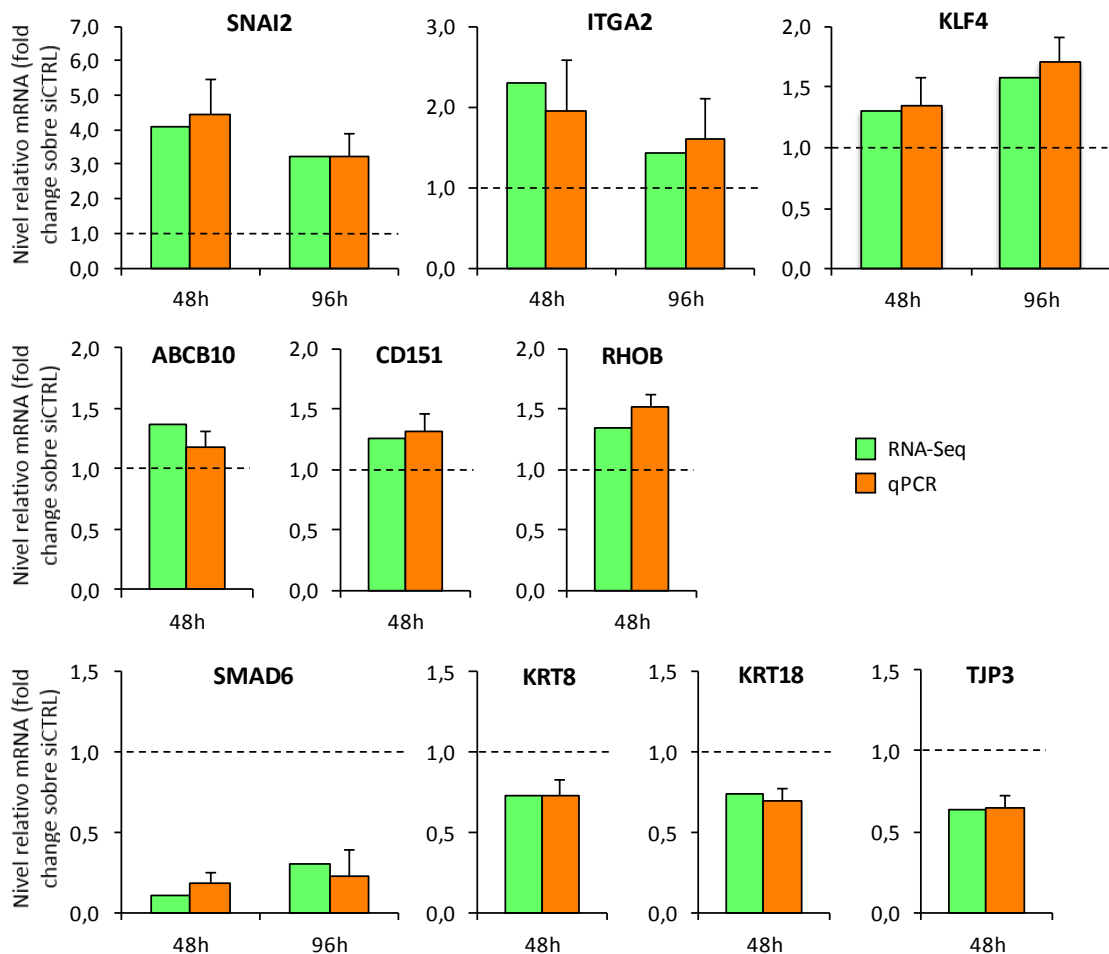 Nivel relativo mRNA (fold
change sobre siCTRL)
SNAI2
7,0
6,0
5,0
4,0
3,0
2,0
1,0
0,0
48h
96h
ITGA2
3,0
2,0
1,0
0,0
48h
96h
KLF4
2,0
1,5
1,0
0,5
0,0
48h
96h
Nivel relativo mRNA (fold
change sobre siCTRL)
ABCB10
2,0
1,5
1,0
0,5
0,0
48h
CD151
2,0
1,5
1,0
0,5
0,0
48h
RHOB
2,0
1,5
1,0
0,5
0,0
48h
RNA-Seq
qPCR
Nivel relativo mRNA (fold
change sobre siCTRL)
SMAD6
1,5
1,0
0,5
0,0
48h
96h
KRT8
1,5
1,0
0,5
0,0
48h
KRT18
1,5
1,0
0,5
0,0
48h
TJP3
1,5
1,0
0,5
0,0
48h